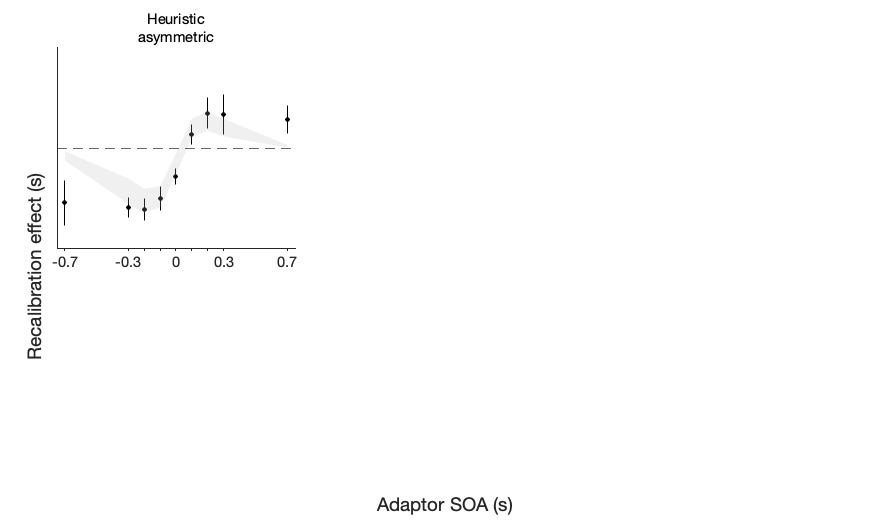 Heuristic
asymmetric
Recalibration effect (s)
-0.7 -0.3 0 0.3 0.7
Adaptor SOA (s)